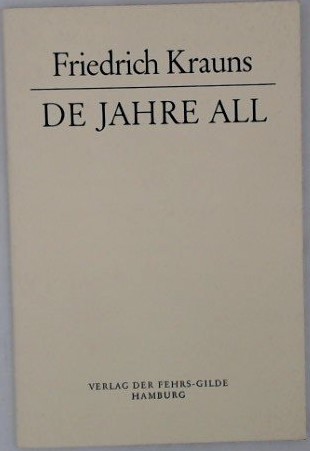 Friedrich Krauns
DE JAHRE ALL
VERLAG DER FEHRS-GILDE
HAMBURG